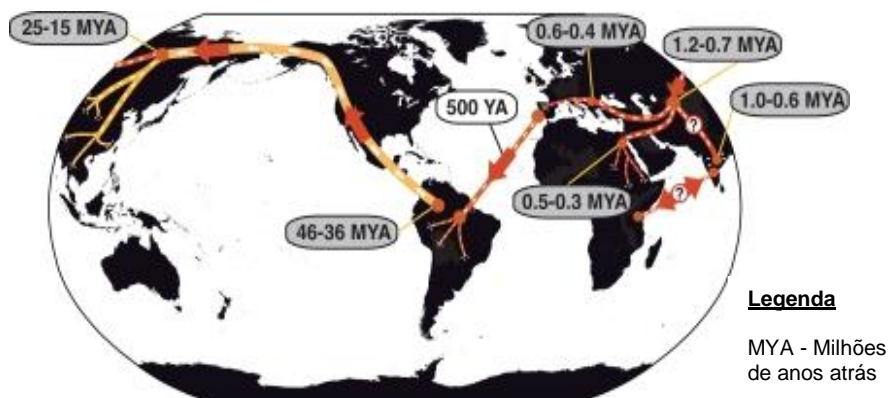 25-15 MYA
0.6-0.4 MYA
1.2-0.7 MYA
1.0-0.6 MYA
500 YA
?
?
0.5-0.3 MYA
46-36 MYA
Legenda
MYA - Milhões
de anos atrás